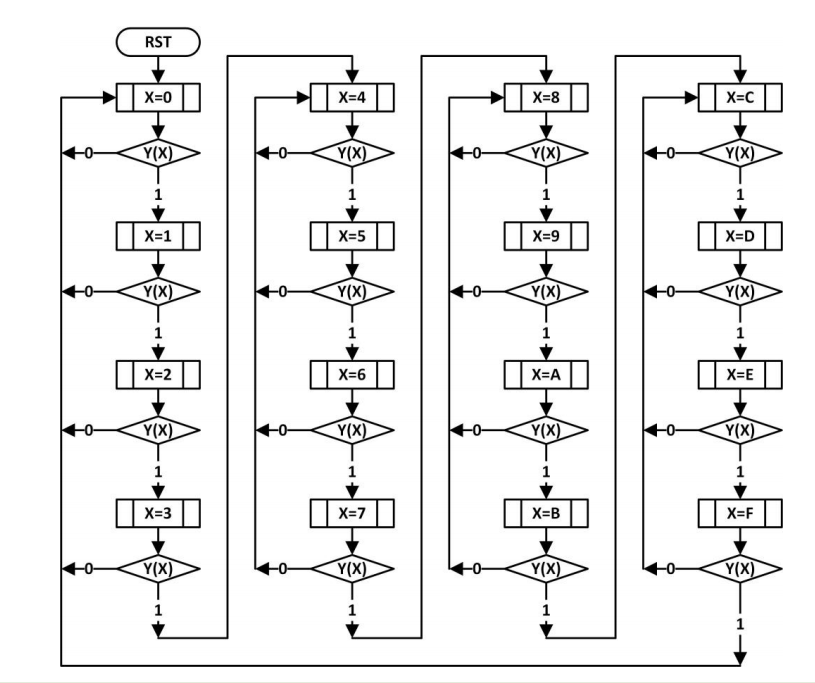 RST
X=0
0
Y(X)
1
X=1
0
Y(X)
1
X=2
0
Y(X)
1
X=3
0
Y(X)
1
X=4
0
Y(X)
1
X=5
0
Y(X)
1
X=6
0
Y(X)
1
X=7
0
Y(X)
1
X=8
0
Y(X)
1
X=9
0
Y(X)
1
X=A
0
Y(X)
1
X=B
0
Y(X)
1
X=C
0
Y(X)
1
X=D
0
Y(X)
1
X=E
0
Y(X)
1
X=F
0
Y(X)
1